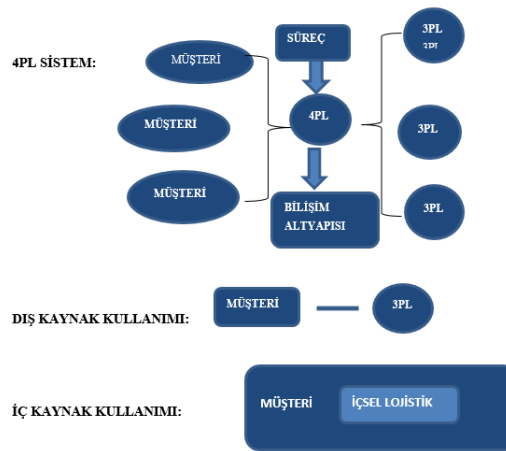 4PL SİSTEM:
MÜŞTERİ
MÜŞTERİ
MÜŞTERİ
SÜREÇ
4PL
BİLİŞİM
ALTYAPISI
3PL
3PL
3PL
3PL
DIŞ KAYNAK KULLANIMI:
MÜŞTERİ
3PL
İÇ KAYNAK KULLANIMI:
MÜŞTERİ
İÇSEL LOJİSTİK